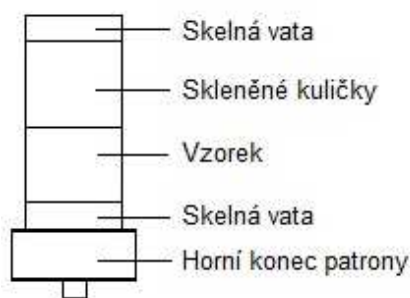 Skelná vata
Skleněné kuličky
Vzorek
Skelná vata
Horní konec patrony